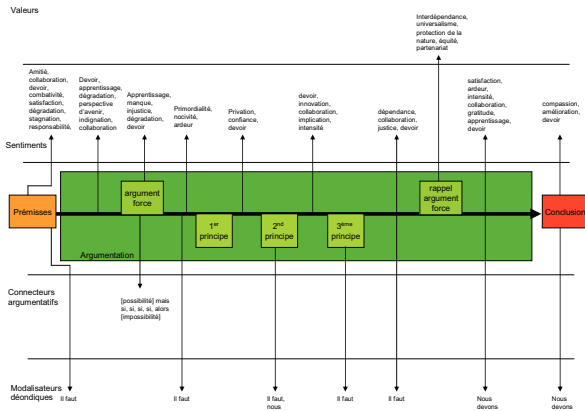 Valeurs
Interdépendance,
universalisme,
protection de la
nature, équité,
partenariat
Amitié,
collaboration,
devoir,
combativité,
satisfaction,
dégradation,
stagnation,
responsabilité,
Devoir,
apprentissage,
dégradation,
perspective
d'avenir,
indignation,
collaboration
Apprentissage,
manque,
injustice,
dégradation,
devoir
Primordialité,
nocivité,
ardeur
Privation,
confiance,
devoir
devoir,
innovation,
collaboration,
implication,
intensité
dépendance,
collaboration,
justice, devoir
satisfaction,
ardeur,
intensité,
collaboration,
gratitude,
apprentissage,
devoir
compassion,
amélioration,
devoir
Sentiments
Prémisses
argument
force
1er
principe
2nd
principe
3ème
principe
rappel
argument
force
Conclusion
Argumentation
Connecteurs
argumentatifs
[possibilité] mais
si, si, si, si, alors
[impossibilité]
Modalisateurs
déondiques
Il faut
Il faut
Il faut,
nous
Il faut
Il faut
Nous
devons
Nous
devons